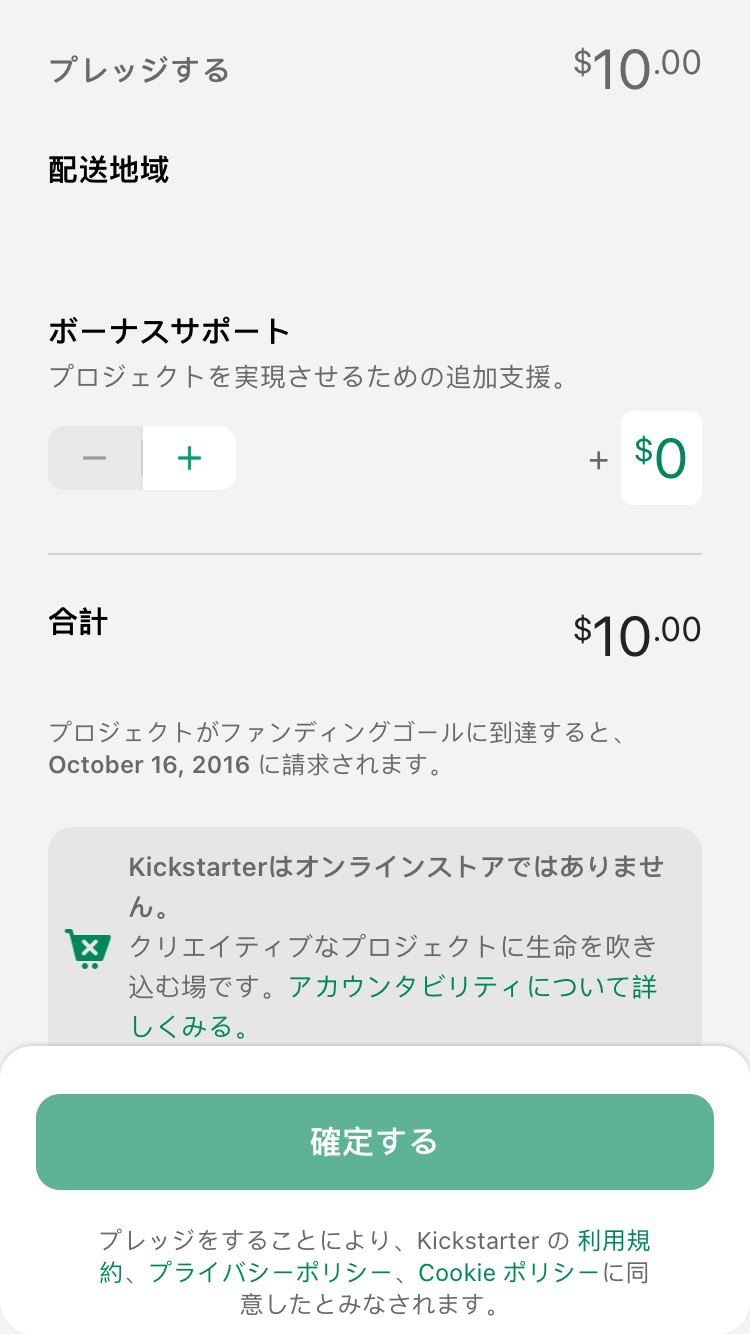 プレッジする $10.00
配送地域
ボーナスサポート
プロジェクトを実現させるための追加支援。
− + + $0
合計 $10.00
プロジェクトがファンディングゴールに到達すると、
October 16, 2016 に請求されます。
Kickstarterはオンラインストアではありませ
ん。
クリエイティブなプロジェクトに生命を吹き
込む場です。アカウンタビリティについて詳
しくみる。
確定する
プレッジをすることにより、Kickstarter の 利用規
約、プライバシーポリシー、Cookie ポリシーに同
意したとみなされます。